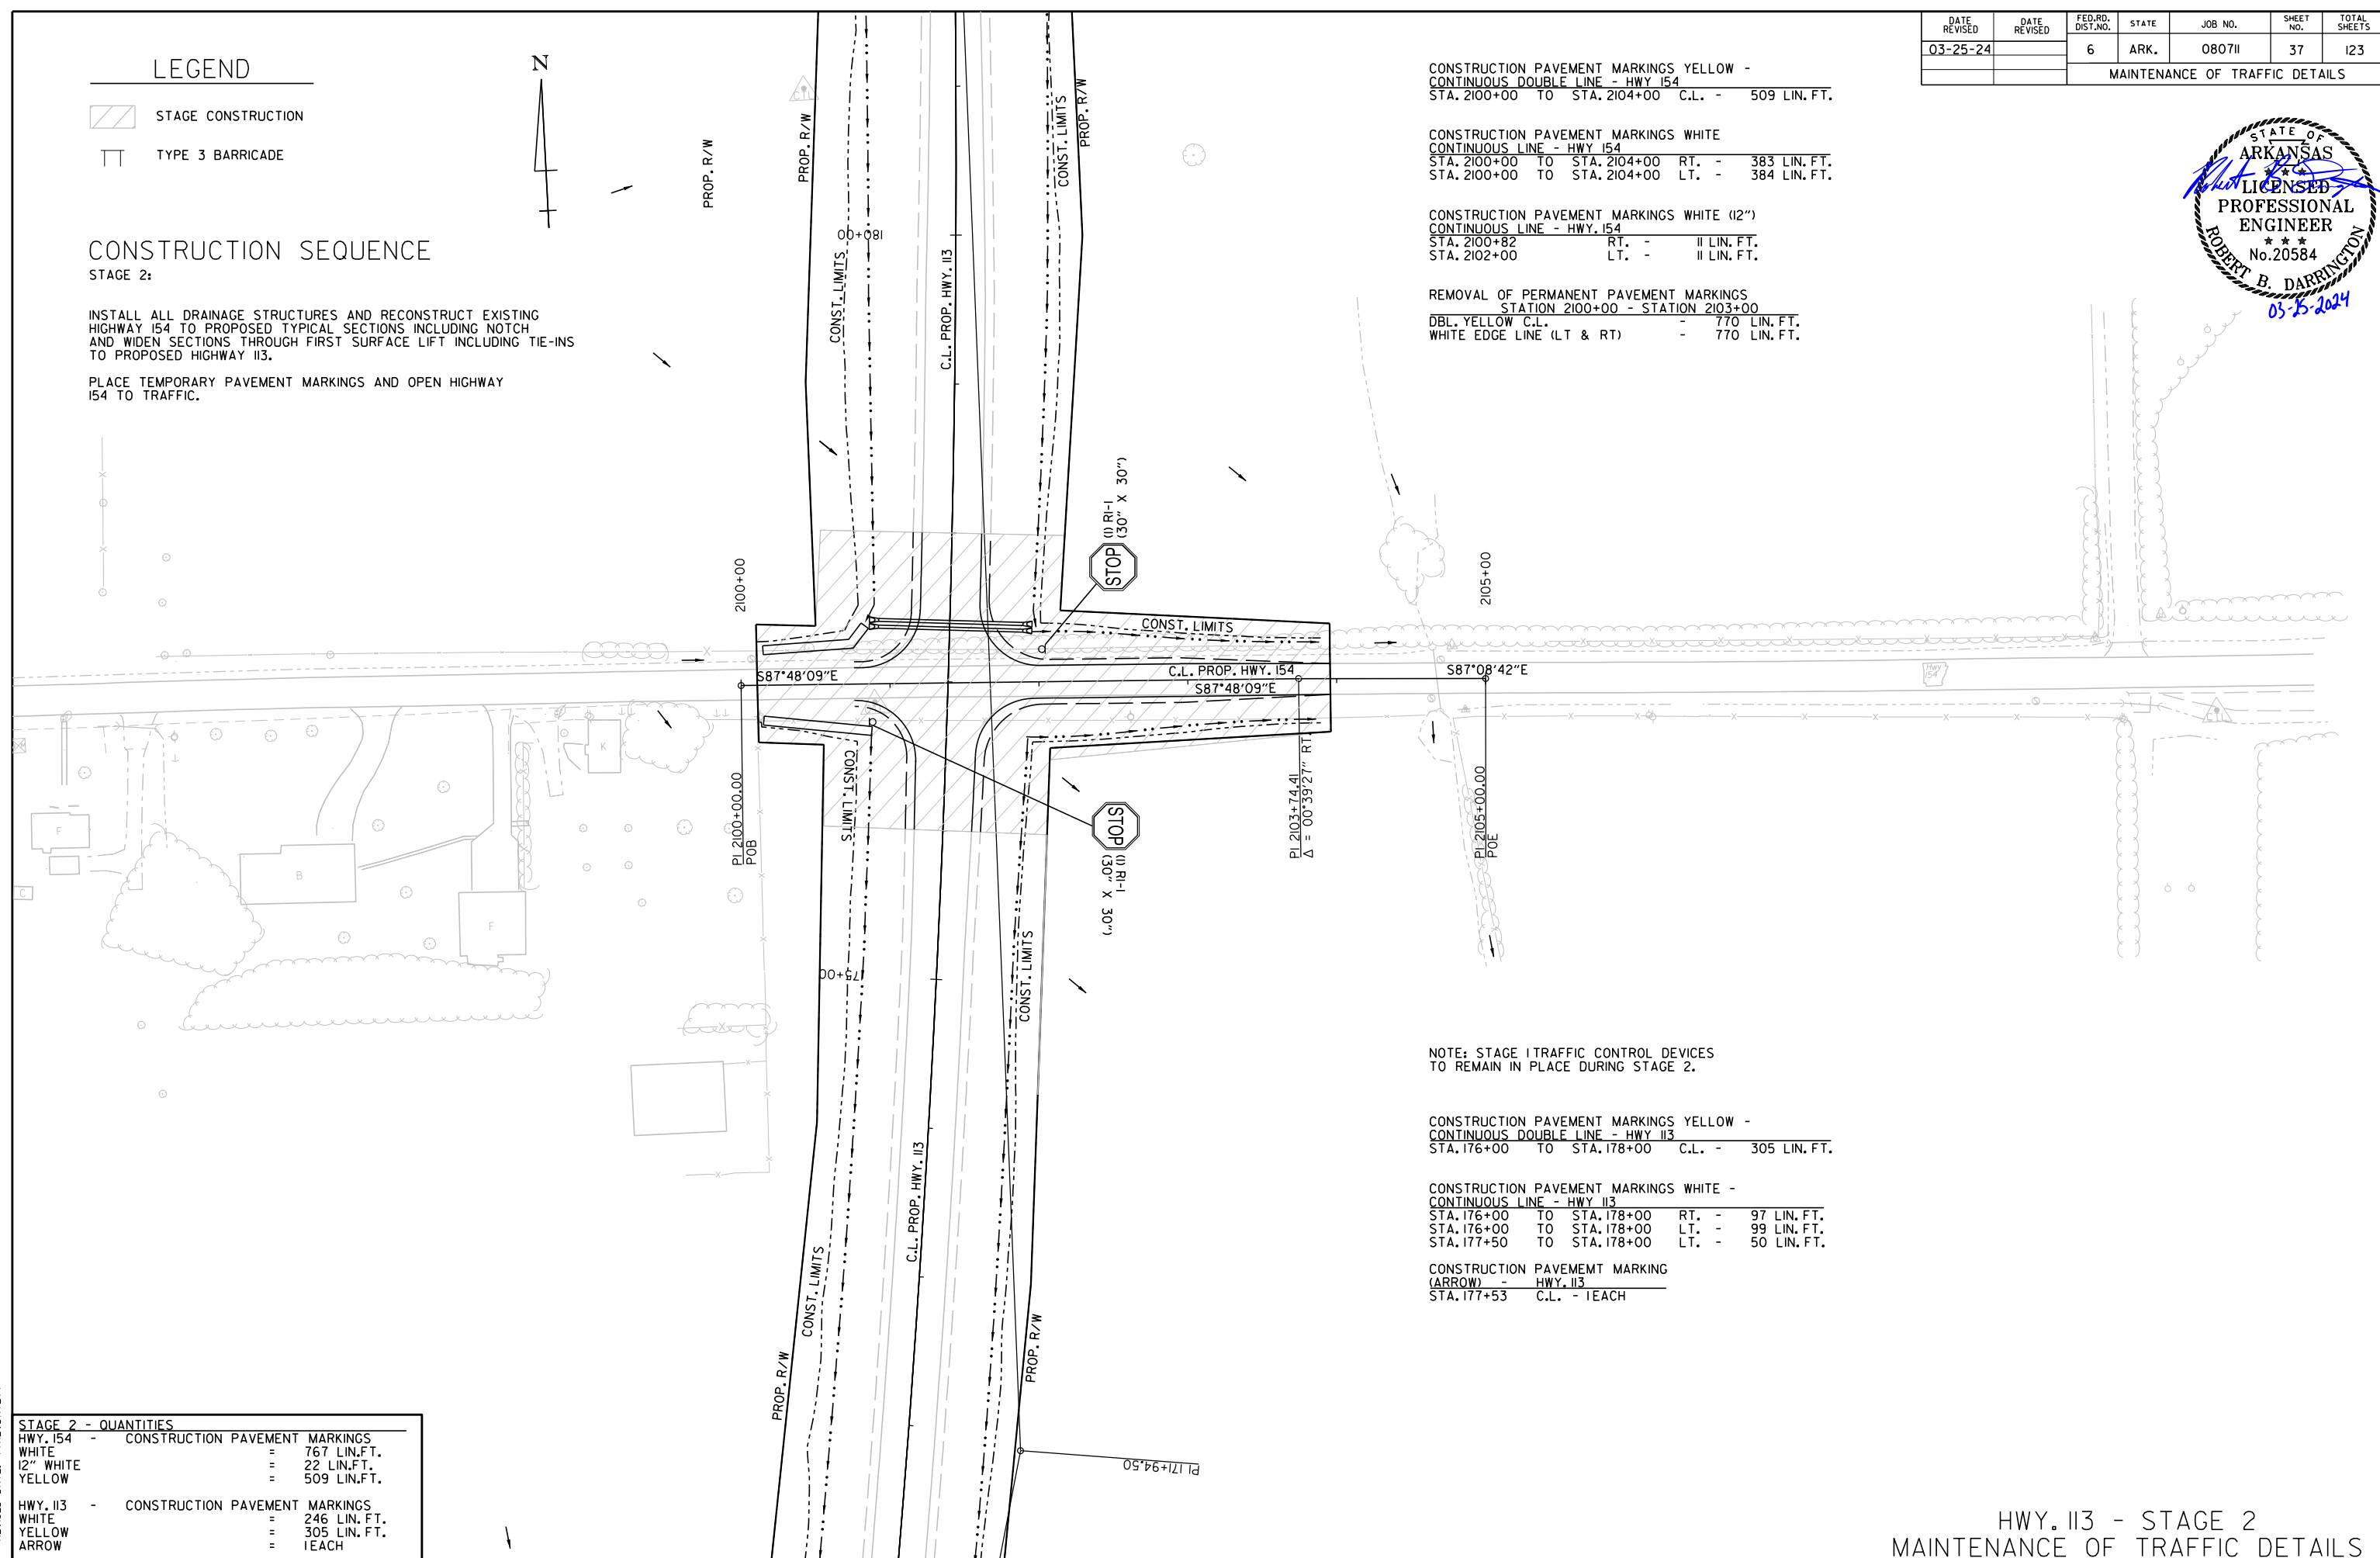 LEGEND
STAGE CONSTRUCTION
TYPE 3 BARRICADE
N
CONSTRUCTION SEQUENCE
STAGE 2:
INSTALL ALL DRAINAGE STRUCTURES AND RECONSTRUCT EXISTING
HIGHWAY 154 TO PROPOSED TYPICAL SECTIONS INCLUDING NOTCH
AND WIDEN SECTIONS THROUGH FIRST SURFACE LIFT INCLUDING TIE-INS
TO PROPOSED HIGHWAY 113.
PLACE TEMPORARY PAVEMENT MARKINGS AND OPEN HIGHWAY
154 TO TRAFFIC.
CONSTRUCTION PAVEMENT MARKINGS YELLOW -
CONTINUOUS DOUBLE LINE - HWY 154
STA. 2100+00 TO STA. 2104+00 C.L. - 509 LIN. FT.
CONSTRUCTION PAVEMENT MARKINGS WHITE
CONTINUOUS LINE - HWY 154
STA. 2100+00 TO STA. 2104+00 RT. - 383 LIN. FT.
STA. 2100+00 TO STA. 2104+00 LT. - 384 LIN. FT.
CONSTRUCTION PAVEMENT MARKINGS WHITE (12")
CONTINUOUS LINE - HWY. 154
STA. 2100+82 RT. - 11 LIN. FT.
STA. 2102+00 LT. - 11 LIN. FT.
REMOVAL OF PERMANENT PAVEMENT MARKINGS
STATION 2100+00 - STATION 2103+00
DBL. YELLOW C.L. - 770 LIN. FT.
WHITE EDGE LINE (LT & RT) - 770 LIN. FT.
DATE REVISED DATE REVISED FED.RD. DIST.NO. STATE JOB NO. SHEET NO. TOTAL SHEETS
03-25-24 6 ARK. 080711 37 123
MAINTENANCE OF TRAFFIC DETAILS
STATE OF
ARKANSAS
LICENSED
PROFESSIONAL
ENGINEER
No.20584
ROBERT B. DARRINGTON
03-25-2024
PROP. R/W
PROP. R/W
CONST. LIMITS
PROP. R/W
CTL
180+00
CONST. LIMITS
C.L. PROP. HWY. 113
(1) R1-1
(30" X 30")
STOP
2100+00
2105+00
CONST. LIMITS
C.L. PROP. HWY. 154
S87°48'09"E
S87°48'09"E
S87°08'42"E
Hwy
154
CTL
K
F
B
F
C
PI 2100+00.00
POB
CONST. LIMITS
STOP
(1) R1-1
(30" X 30")
PI 2103+74.41
Δ = 00°39'27" RT.
PI 2105+00.00
POE
175+00
CONST. LIMITS
C.L. PROP. HWY. 113
CONST. LIMITS
PROP. R/W
PROP. R/W
PI 171+94.50
NOTE: STAGE 1 TRAFFIC CONTROL DEVICES
TO REMAIN IN PLACE DURING STAGE 2.
CONSTRUCTION PAVEMENT MARKINGS YELLOW -
CONTINUOUS DOUBLE LINE - HWY 113
STA. 176+00 TO STA. 178+00 C.L. - 305 LIN. FT.
CONSTRUCTION PAVEMENT MARKINGS WHITE -
CONTINUOUS LINE - HWY 113
STA. 176+00 TO STA. 178+00 RT. - 97 LIN. FT.
STA. 176+00 TO STA. 178+00 LT. - 99 LIN. FT.
STA. 177+50 TO STA. 178+00 LT. - 50 LIN. FT.
CONSTRUCTION PAVEMEMT MARKING
(ARROW) - HWY. 113
STA. 177+53 C.L. - 1 EACH
STAGE 2 - QUANTITIES
HWY. 154 - CONSTRUCTION PAVEMENT MARKINGS
WHITE = 767 LIN.FT.
12" WHITE = 22 LIN.FT.
YELLOW = 509 LIN.FT.
HWY. 113 - CONSTRUCTION PAVEMENT MARKINGS
WHITE = 246 LIN. FT.
YELLOW = 305 LIN. FT.
ARROW = 1 EACH
HWY. 113 - STAGE 2
MAINTENANCE OF TRAFFIC DETAILS